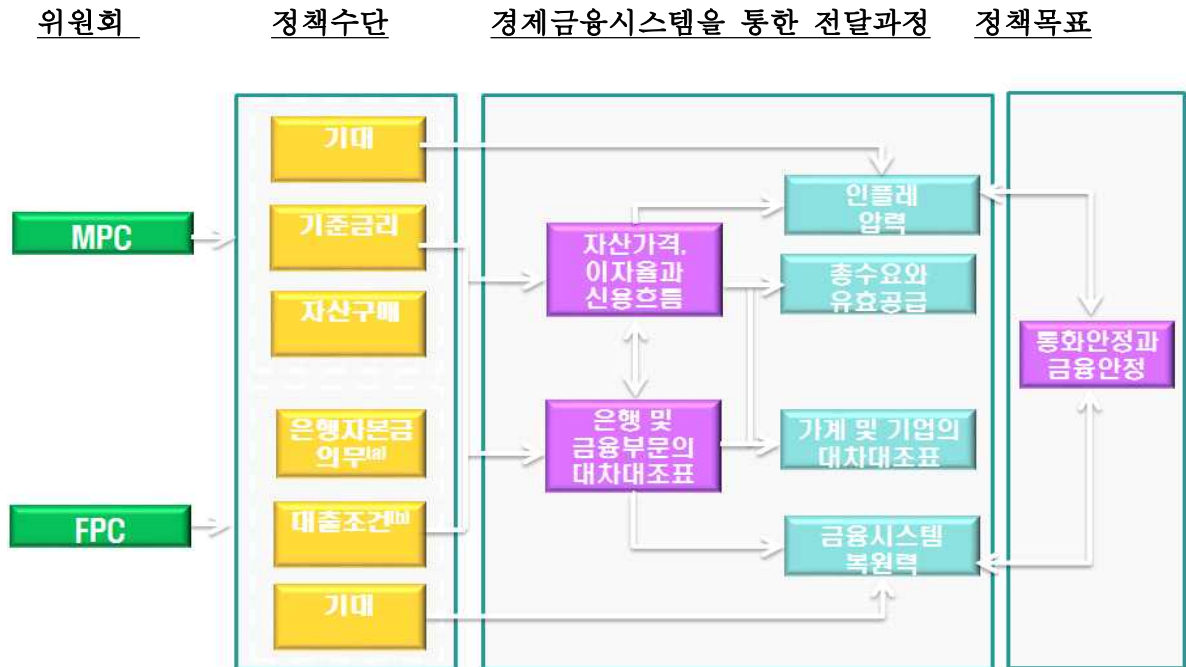 위원회 정책수단 경제금융시스템을 통한 전달과정 정책목표
기대
인플레
압력
MPC
기준금리
자산가격,
이자율과
신용흐름
총수요와
유효공급
자산구매
통화안정과
금융안정
은행자본금
의무(a)
은행 및
금융부문의
대차대조표
가계 및 기업의
대차대조표
FPC
대출조건(b)
금융시스템
복원력
기대